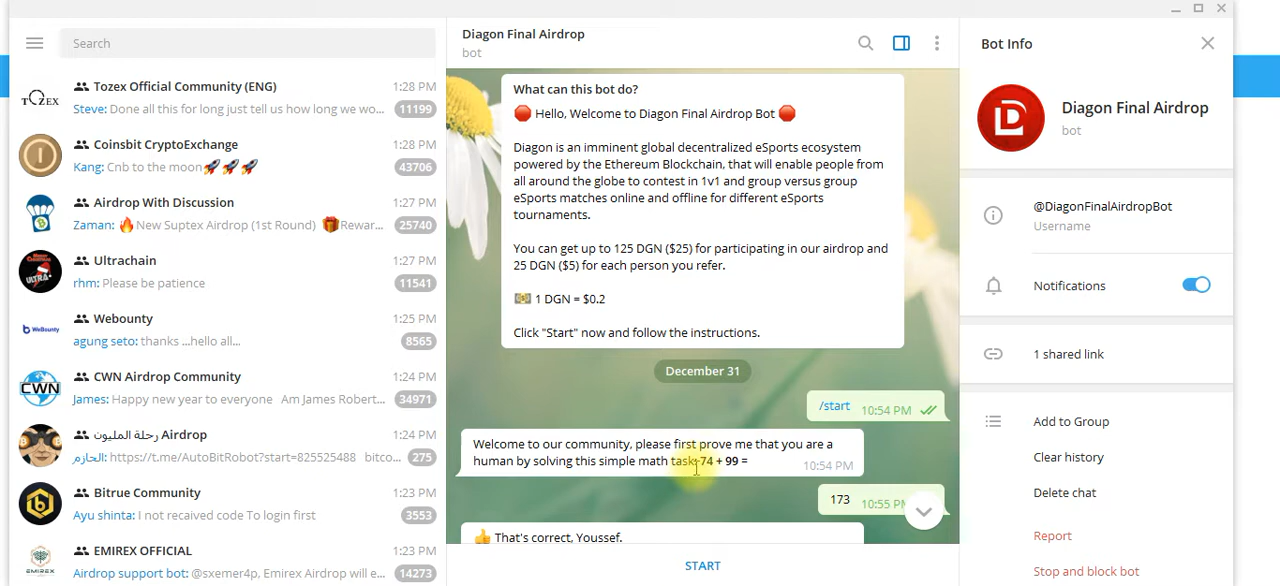 Search
Tozex Official Community (ENG)
1:28 PM
Steve: Done all this for long just tell us how long we wo...
11199
TOZEX
Coinsbit CryptoExchange
1:28 PM
Kang: Cnb to the moon🚀🚀🚀
43706
Airdrop With Discussion
1:27 PM
Zaman: 🔥New Suptex Airdrop (1st Round) 🎁Rewar...
25740
Ultrachain
1:27 PM
rhm: Please be patience
11541
ULTRA
Webounty
1:25 PM
agung seto: thanks ...hello all...
8565
WeBounty
CWN Airdrop Community
1:24 PM
James: Happy new year to everyone Am James Robert...
34971
CWN
رحلة المليون Airdrop
1:24 PM
الحازم: https://t.me/AutoBitRobot?start=825525488 bitco...
275
Bitrue Community
1:23 PM
Ayu shinta: I not recaived code To login first
3553
EMIREX OFFICIAL
1:23 PM
Airdrop support bot: @sxemer4p, Emirex Airdrop will e...
14273
Diagon Final Airdrop
bot
What can this bot do?
🛑 Hello, Welcome to Diagon Final Airdrop Bot 🛑
Diagon is an imminent global decentralized eSports ecosystem
powered by the Ethereum Blockchain, that will enable people from
all around the globe to contest in 1v1 and group versus group
eSports matches online and offline for different eSports
tournaments.
You can get up to 125 DGN ($25) for participating in our airdrop and
25 DGN ($5) for each person you refer.
💵 1 DGN = $0.2
Click "Start" now and follow the instructions.
December 31
/start
10:54 PM
Welcome to our community, please first prove me that you are a
human by solving this simple math task: 74 + 99 =
10:54 PM
173
10:55 PM
👍 That's correct, Youssef.
START
Bot Info
Diagon Final Airdrop
bot
@DiagonFinalAirdropBot
Username
Notifications
1 shared link
Add to Group
Clear history
Delete chat
Report
Stop and block bot